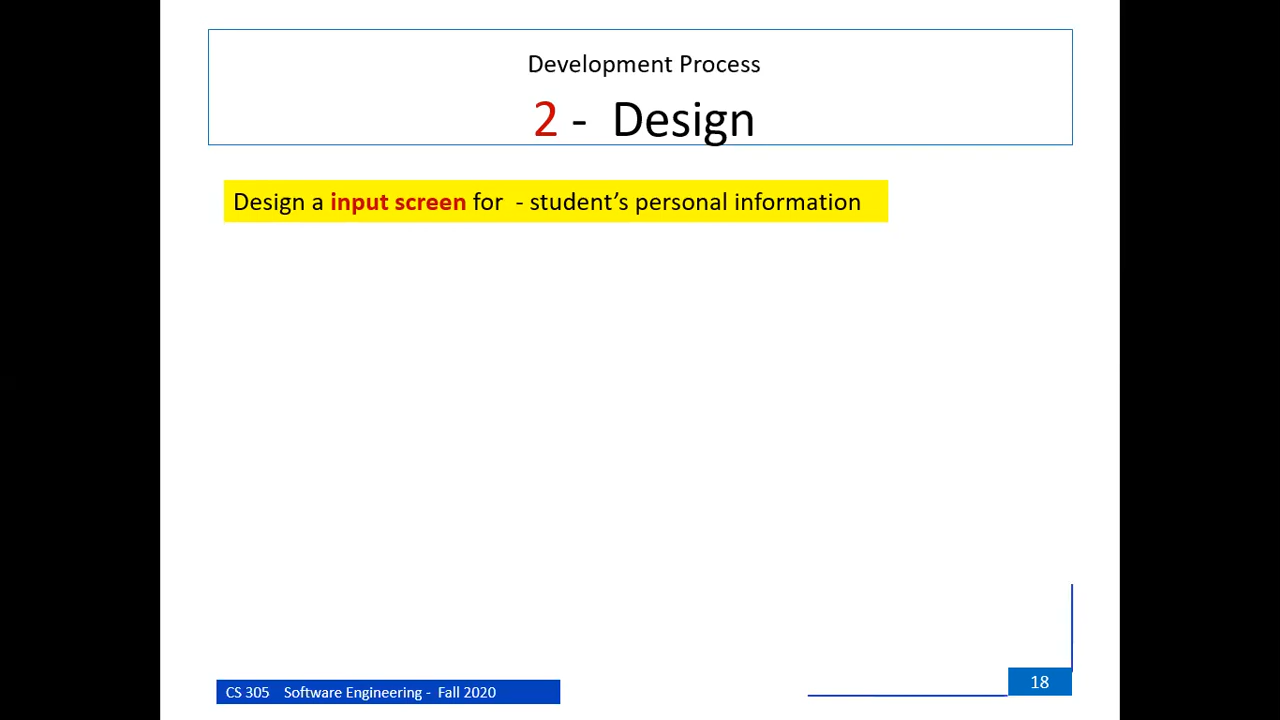 Development Process
2 - Design
Design a input screen for - student’s personal information
CS 305 Software Engineering - Fall 2020
18